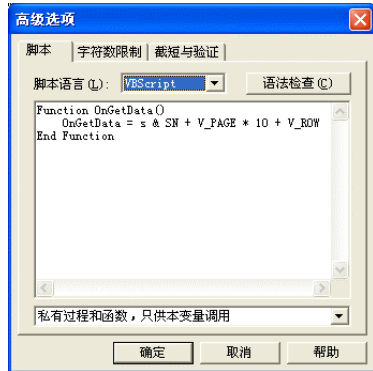 高级选项
脚本 字符数限制 截短与验证
脚本语言(L): VBScript 语法检查(C)
Function OnGetData()
    OnGetData = s & SN + V_PAGE * 10 + V_ROW
End Function
私有过程和函数，只供本变量调用
确定 取消 帮助